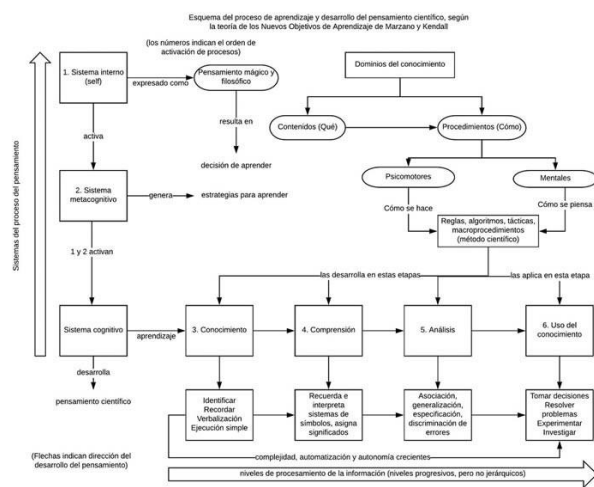 Esquema del proceso de aprendizaje y desarrollo del pensamiento científico, según
la teoría de los Nuevos Objetivos de Aprendizaje de Marzano y Kendall
(los números indican el orden de
activación de procesos)
Sistemas del proceso del pensamiento
1. Sistema interno
(self)
expresado como
Pensamiento mágico y
filosófico
Dominios del conocimiento
resulta en
Contenidos (Qué)
Procedimientos (Cómo)
activa
decisión de aprender
Psicomotores
Mentales
2. Sistema
metacognitivo
genera
estrategias para aprender
Cómo se hace
Cómo se piensa
Reglas, algoritmos, tácticas,
macroprocedimientos
(método científico)
1 y 2 activan
las desarrolla en estas etapas
las aplica en esta etapa
Sistema cognitivo
aprendizaje
3. Conocimiento
4. Comprensión
5. Análisis
6. Uso del
conocimiento
desarrolla
pensamiento científico
Identificar
Recordar
Verbalización
Ejecución simple
Recuerda e
interpreta
sistemas de
símbolos, asigna
significados
Asociación,
generalización,
especificación,
discriminación de
errores
Tomar decisiones
Resolver
problemas
Experimentar
Investigar
(Flechas indican dirección del
desarrollo del pensamiento)
complejidad, automatización y autonomía crecientes
niveles de procesamiento de la información (niveles progresivos, pero no jerárquicos)